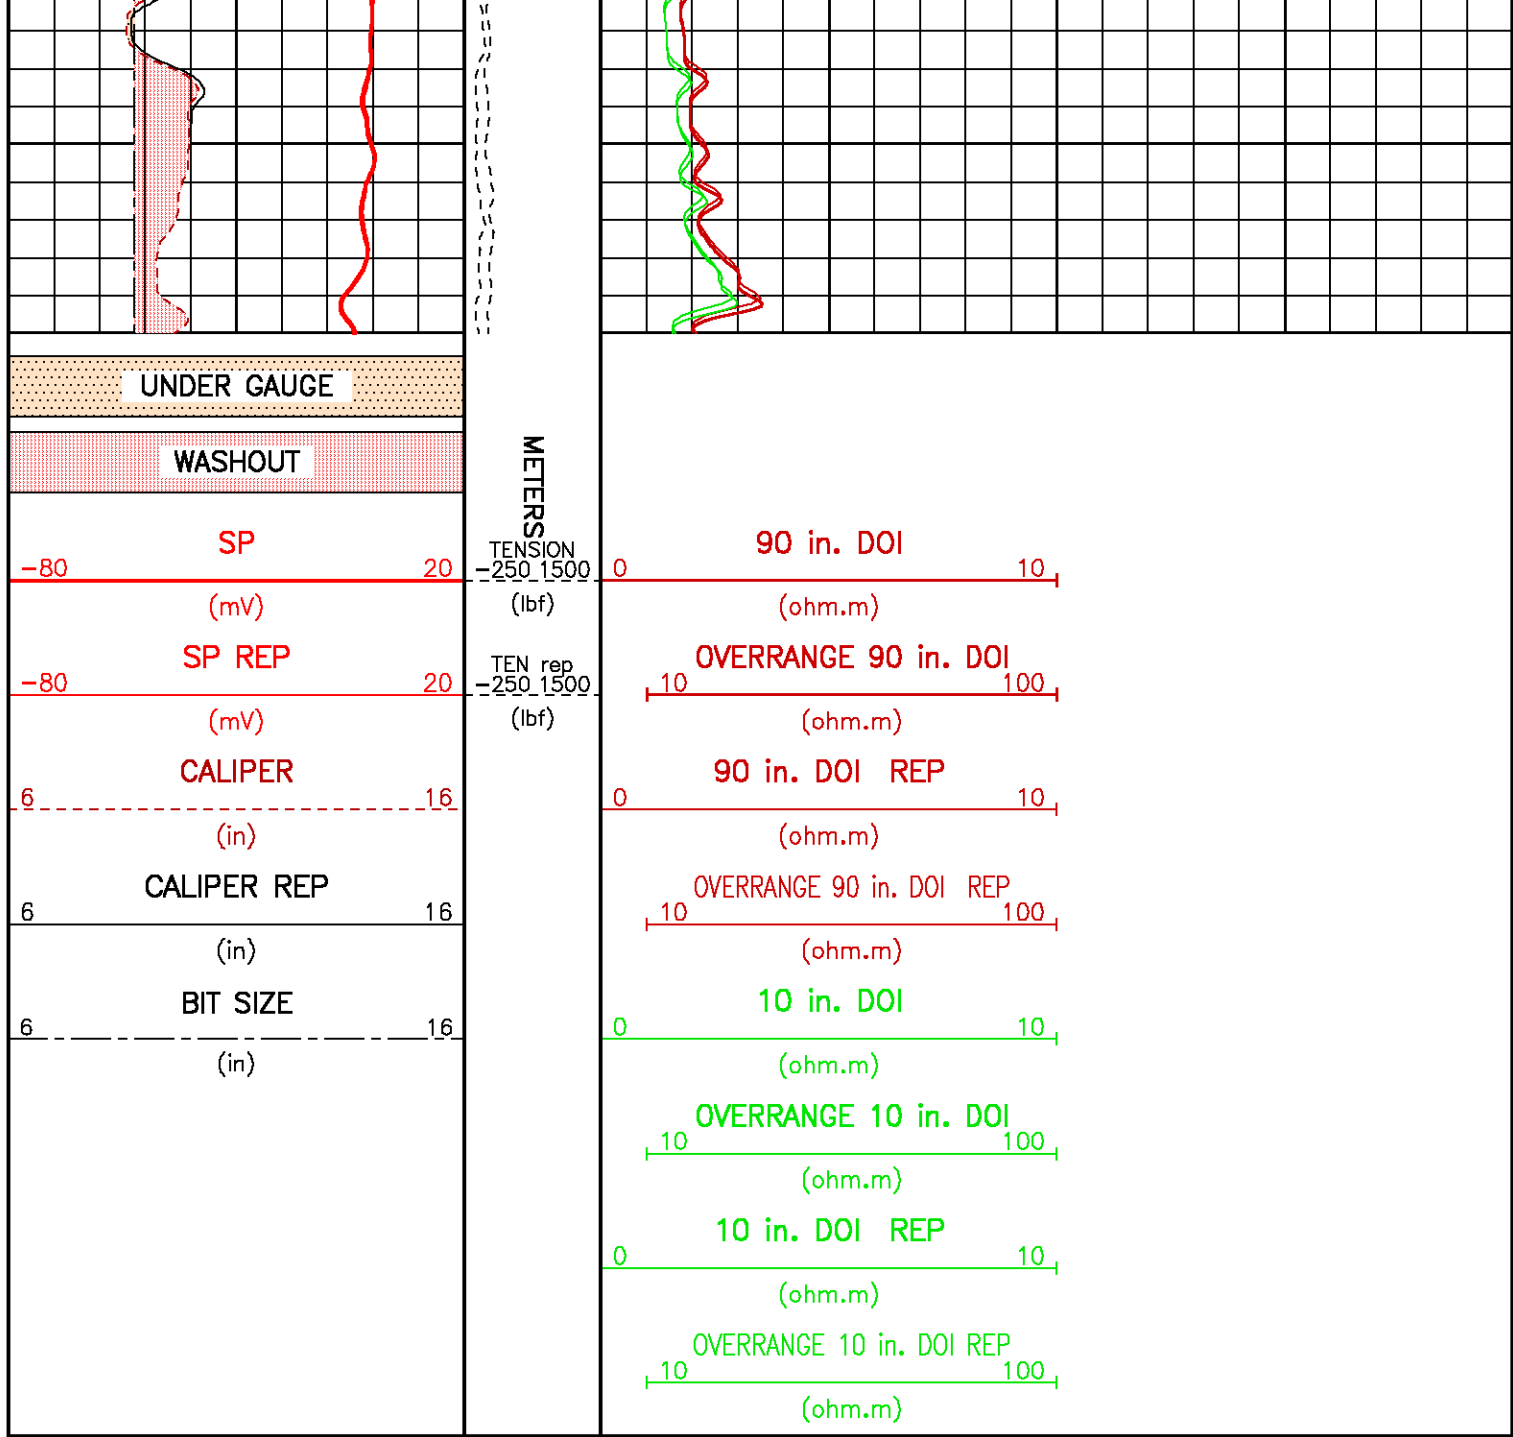 UNDER GAUGE
WASHOUT
SP
-80 20
(mV)
SP REP
-80 20
(mV)
CALIPER
6 16
(in)
CALIPER REP
6 16
(in)
BIT SIZE
6 16
(in)
METERS
TENSION
-250 1500
(lbf)
TEN rep
-250 1500
(lbf)
90 in. DOI
0 10
(ohm.m)
OVERRANGE 90 in. DOI
10 100
(ohm.m)
90 in. DOI REP
0 10
(ohm.m)
OVERRANGE 90 in. DOI REP
10 100
(ohm.m)
10 in. DOI
0 10
(ohm.m)
OVERRANGE 10 in. DOI
10 100
(ohm.m)
10 in. DOI REP
0 10
(ohm.m)
OVERRANGE 10 in. DOI REP
10 100
(ohm.m)